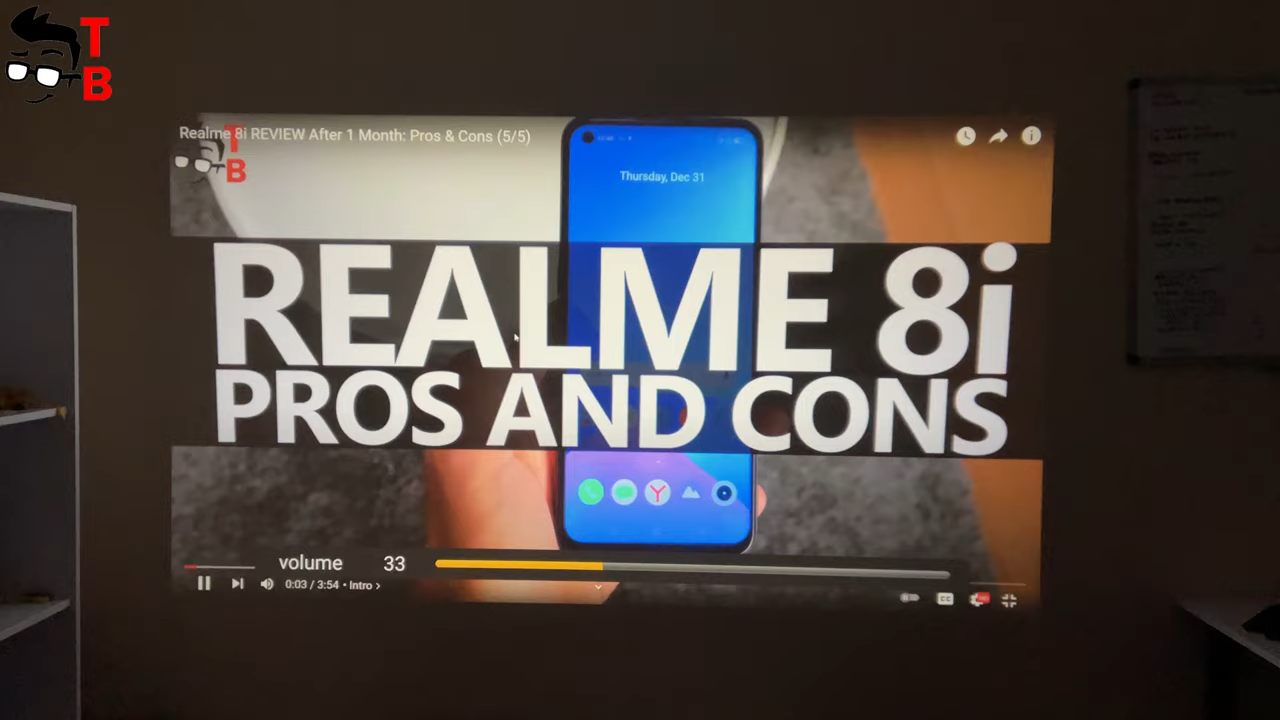 T
B
Realme 8i REVIEW After 1 Month: Pros & Cons (5/5)
T
B
Thursday, Dec 31
REALME 8i
PROS AND CONS
volume 33
0:03 / 3:54 • Intro ›
CC